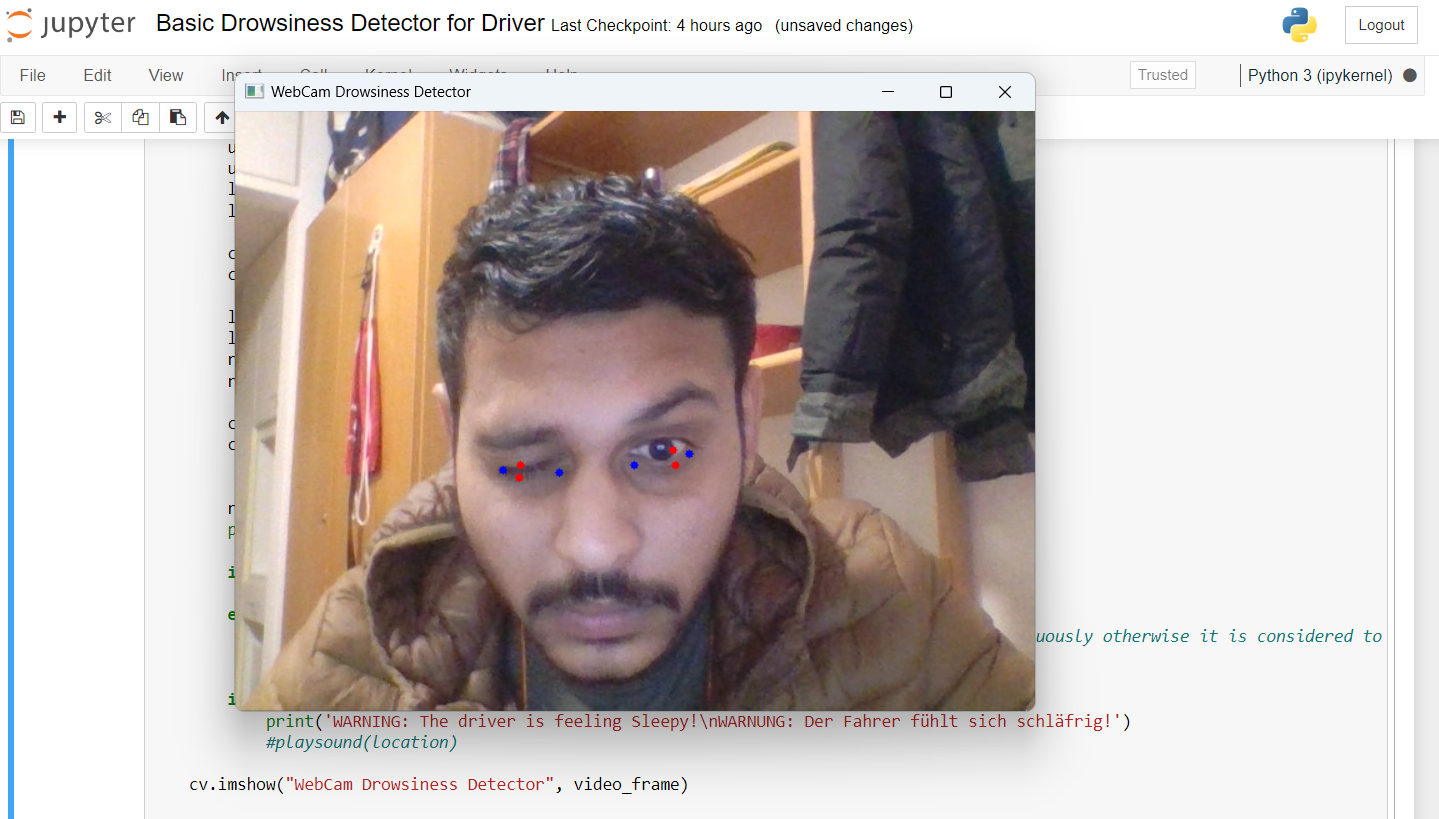 jupyter Basic Drowsiness Detector for Driver Last Checkpoint: 4 hours ago (unsaved changes) Logout
File Edit View Insert Call Kernel Widgets Help Trusted Python 3 (ipykernel)
WebCam Drowsiness Detector
u
u
l
l
c
c
l
l
r
r
c
c
r
p
i
e
uously otherwise it is considered to
i
print('WARNING: The driver is feeling Sleepy!\nWARNUNG: Der Fahrer fühlt sich schläfrig!')
#playsound(location)
cv.imshow("WebCam Drowsiness Detector", video_frame)